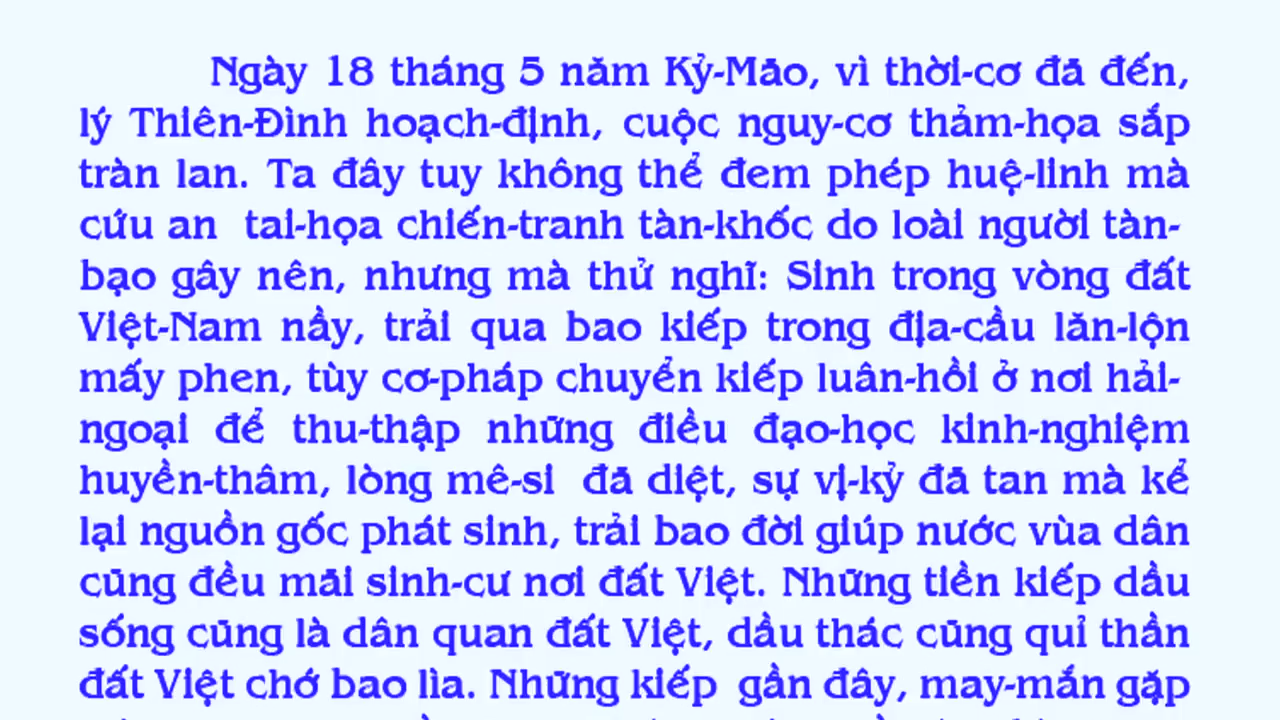 Ngày 18 tháng 5 năm Kỷ-Mão, vì thời-cơ đã đến,
lý Thiên-Đình hoạch-định, cuộc nguy-cơ thảm-họa sắp
tràn lan. Ta đây tuy không thể đem phép huệ-linh mà
cứu an tai-họa chiến-tranh tàn-khốc do loài người tàn-
bạo gây nên, nhưng mà thử nghĩ: Sinh trong vòng đất
Việt-Nam nầy, trải qua bao kiếp trong địa-cầu lăn-lộn
mấy phen, tùy cơ-pháp chuyển kiếp luân-hồi ở nơi hải-
ngoại để thu-thập những điều đạo-học kinh-nghiệm
huyền-thâm, lòng mê-si đã diệt, sự vị-kỷ đã tan mà kể
lại nguồn gốc phát sinh, trải bao đời giúp nước vùa dân
cũng đều mãi sinh-cư nơi đất Việt. Những tiền kiếp dầu
sống cũng là dân quan đất Việt, dầu thác cũng quỉ thần
đất Việt chớ bao lìa. Những kiếp gần đây, may-mắn gặp